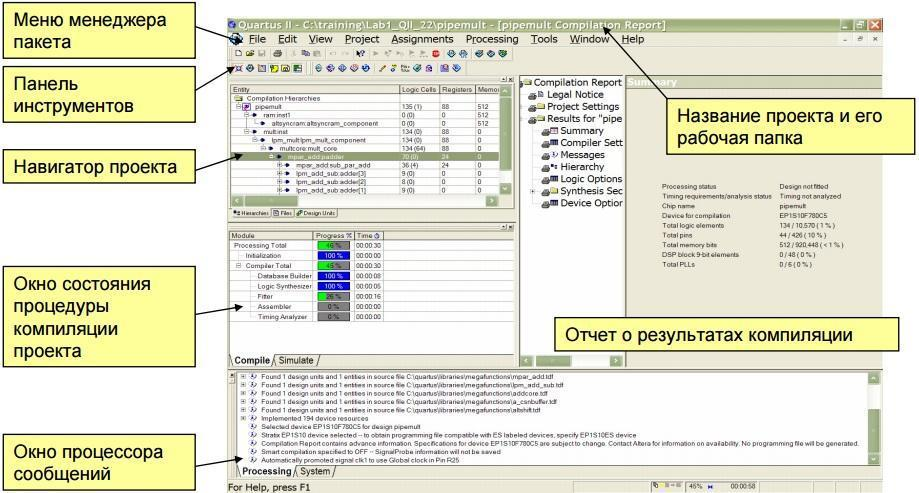 Меню менеджера
пакета
Панель
инструментов
Навигатор проекта
Окно состояния
процедуры
компиляции
проекта
Окно процессора
сообщений
Quartus II - C:\training\Lab1_QII_22\pipemult - [pipemult Compilation Report]
File Edit View Project Assignments Processing Tools Window Help
Entity Logic Cells Registers Memor
Compilation Hierarchies
pipemult 135 (1) 88 512
ram:inst1 0 (0) 0 512
altsyncram:altsyncram_component 0 (0) 0 512
mult:inst 134 (0) 88 0
lpm_mult:lpm_mult_component 134 (0) 88 0
multcore:mult_core 134 (64) 88 0
mpar_add:padder 70 (0) 24 0
mpar_add:sub_par_add 36 (4) 24 0
lpm_add_sub:adder[3] 9 (0) 0 0
lpm_add_sub:adder[2] 8 (0) 0 0
lpm_add_sub:adder[1] 9 (0) 0 0
Hierarchies Files Design Units
Module Progress % Time
Processing Total 46 % 00:00:30
Initialization 100 % 00:00:00
Compiler Total 45 % 00:00:30
Database Builder 100 % 00:00:08
Logic Synthesizer 100 % 00:00:05
Fitter 26 % 00:00:16
Assembler 0 % 00:00:00
Timing Analyzer 0 % 00:00:00
Compile Simulate
Compilation Report
Legal Notice
Project Settings
Results for "pipe
Summary
Compiler Sett
Messages
Hierarchy
Logic Options
Synthesis Sec
Device Option
Summary
Название проекта и его
рабочая папка
Processing status Design not fitted
Timing requirements/analysis status Timing not analyzed
Chip name pipemult
Device for compilation EP1S10F780C5
Total logic elements 134 / 10,570 ( 1 % )
Total pins 44 / 426 ( 10 % )
Total memory bits 512 / 920,448 ( < 1 % )
DSP block 9-bit elements 0 / 48 ( 0 % )
Total PLLs 0 / 6 ( 0 % )
Отчет о результатах компиляции
Found 1 design units and 1 entities in source file C:\quartus\libraries\megafunctions\mpar_add.tdf
Found 1 design units and 1 entities in source file C:\quartus\libraries\megafunctions\lpm_add_sub.tdf
Found 1 design units and 1 entities in source file C:\quartus\libraries\megafunctions\addcore.tdf
Found 1 design units and 1 entities in source file C:\quartus\libraries\megafunctions\a_csnbuffer.tdf
Found 1 design units and 1 entities in source file C:\quartus\libraries\megafunctions\altshift.tdf
Implemented 194 device resources
Selected device EP1S10F780C5 for design pipemult
Stratix EP1S10 device selected -- to obtain programming file compatible with ES labeled devices, specify EP1S10ES device
Compilation Report contains advance information. Specifications for device EP1S10F780C5 are subject to change. Contact Altera for information on availability. No programming file will be generated.
Smart compilation specified to OFF -- SignalProbe information will not be saved
Automatically promoted signal clk1 to use Global clock in Pin R25
Processing System
For Help, press F1 45% 00:00:58